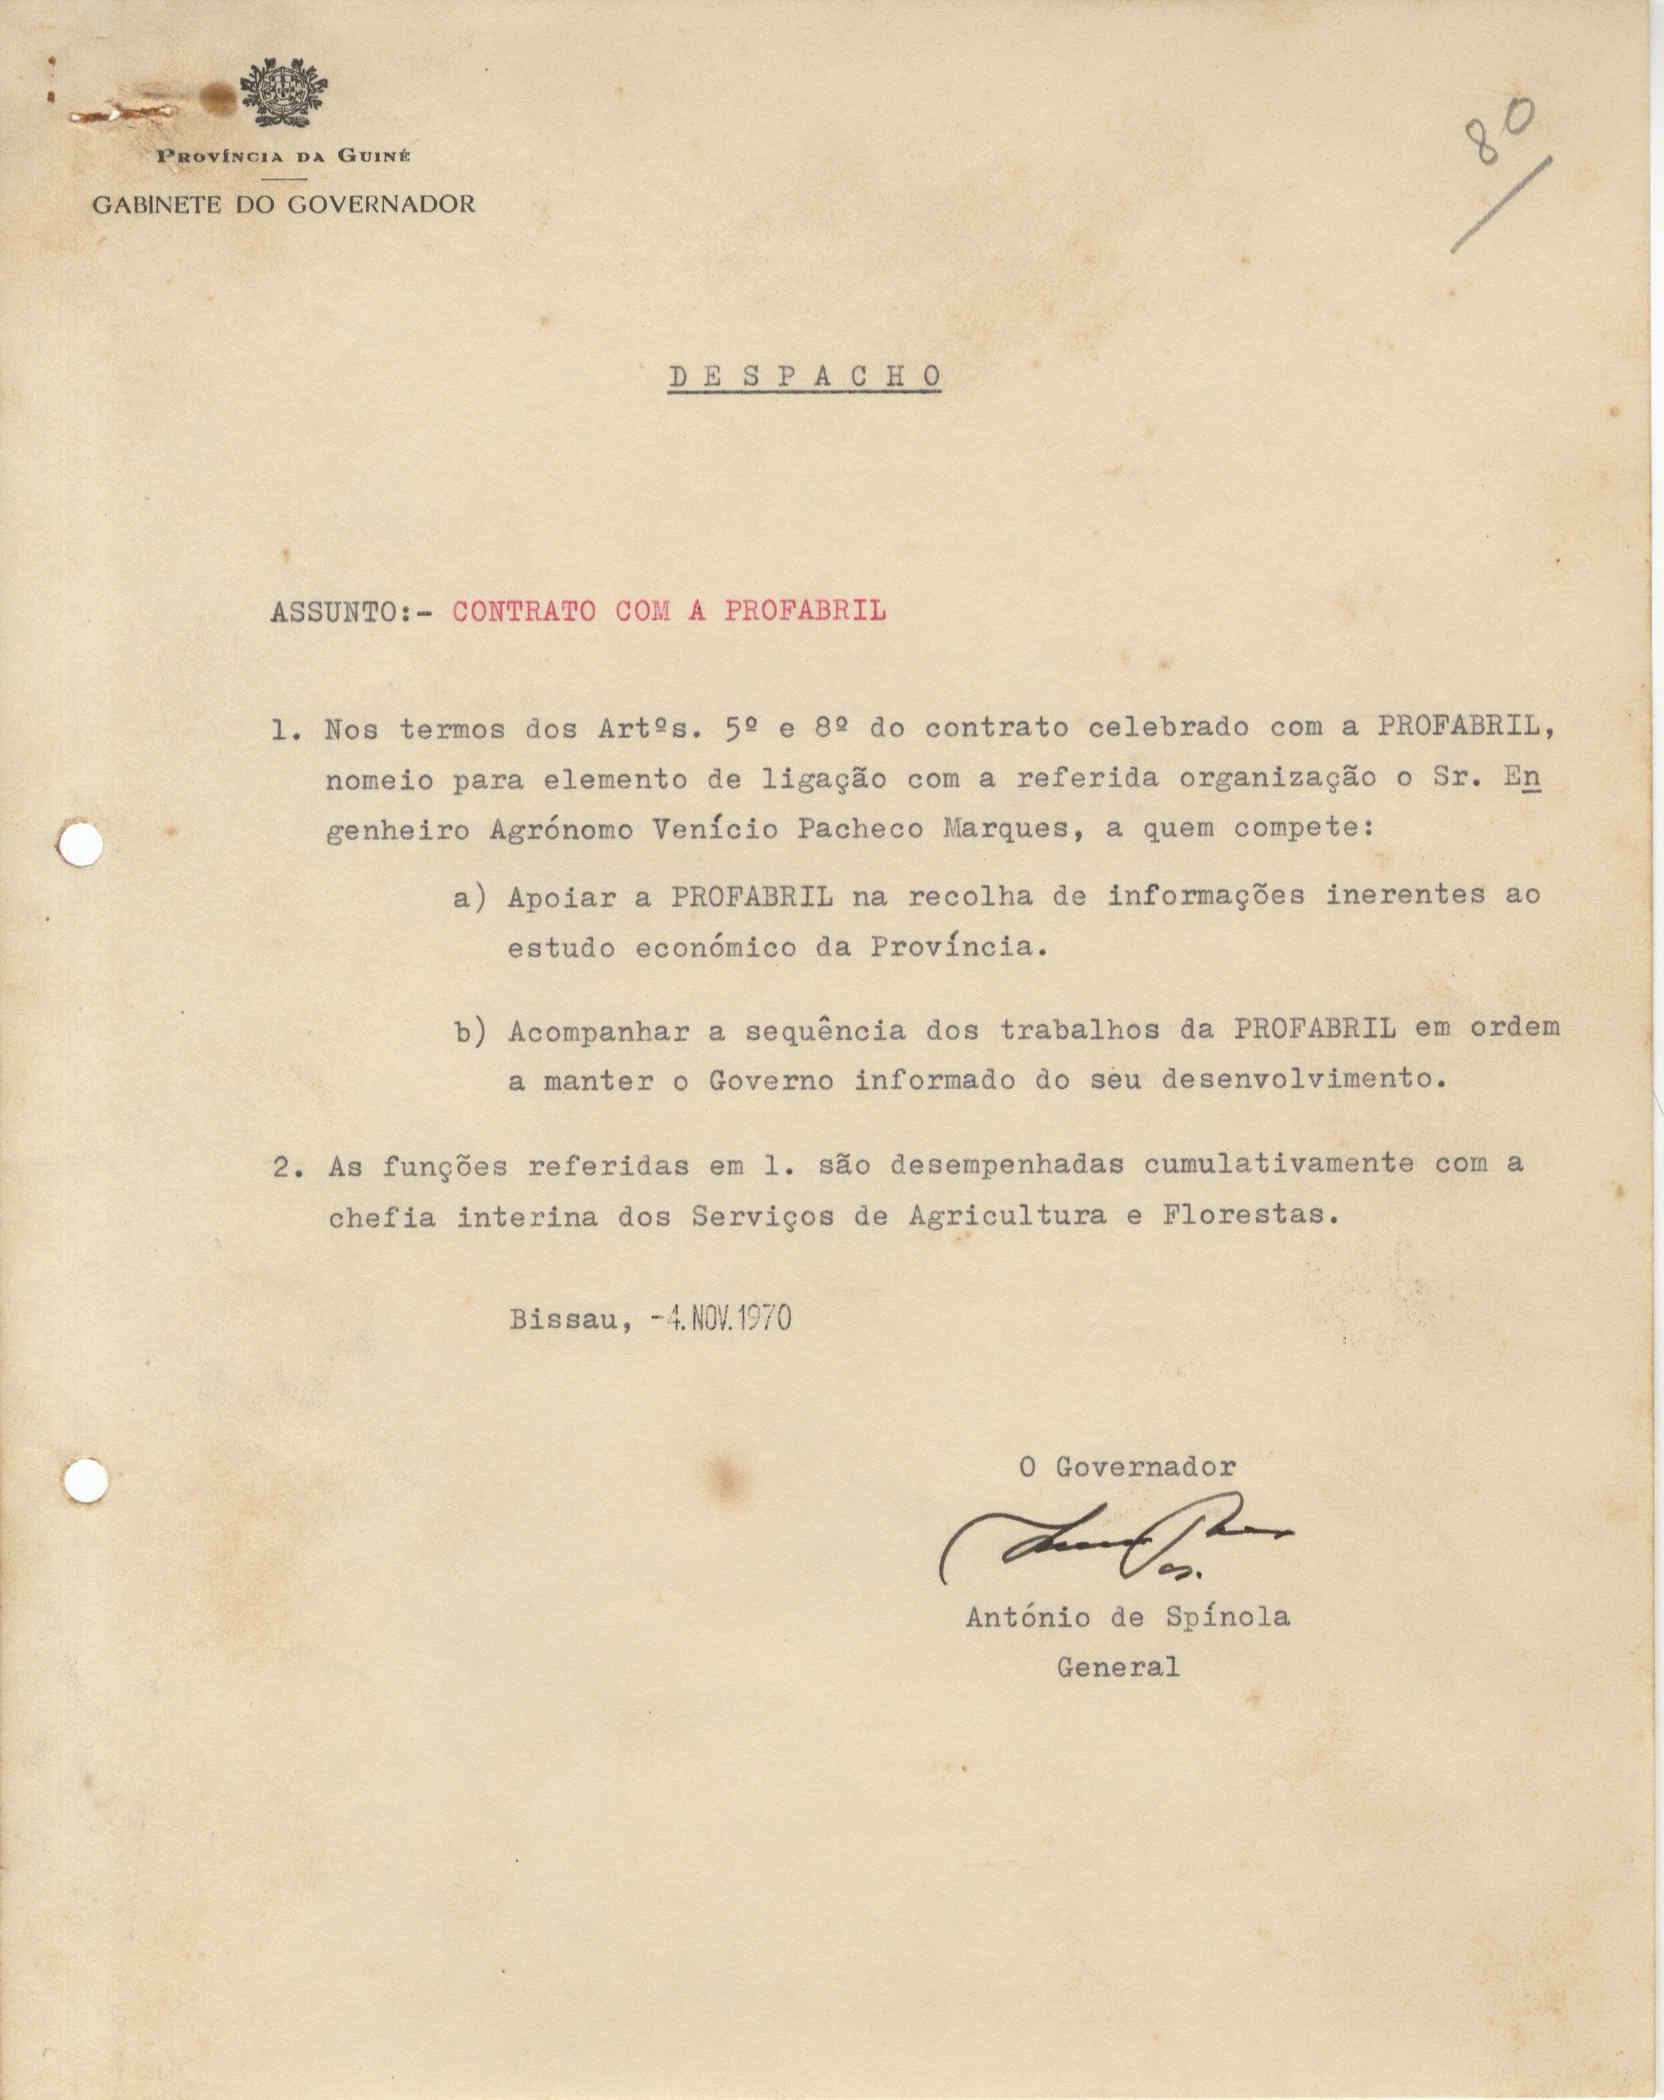 80
PROVÍNCIA DA GUINÉ
GABINETE DO GOVERNADOR
DESPACHO
ASSUNTO:- CONTRATO COM A PROFABRIL
1. Nos termos dos Artºs. 5º e 8º do contrato celebrado com a PROFABRIL,
nomeio para elemento de ligação com a referida organização o Sr. En
genheiro Agrónomo Venício Pacheco Marques, a quem compete:
a) Apoiar a PROFABRIL na recolha de informações inerentes ao
estudo económico da Província.
b) Acompanhar a sequência dos trabalhos da PROFABRIL em ordem
a manter o Governo informado do seu desenvolvimento.
2. As funções referidas em 1. são desempenhadas cumulativamente com a
chefia interina dos Serviços de Agricultura e Florestas.
Bissau, -4.NOV.1970
O Governador
António de Spínola
General